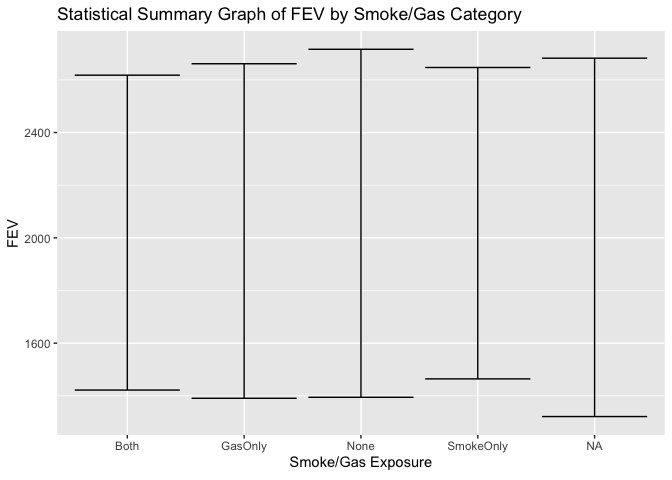 Statistical Summary Graph of FEV by Smoke/Gas Category
FEV
2400
2000
1600
Both GasOnly None SmokeOnly NA
Smoke/Gas Exposure